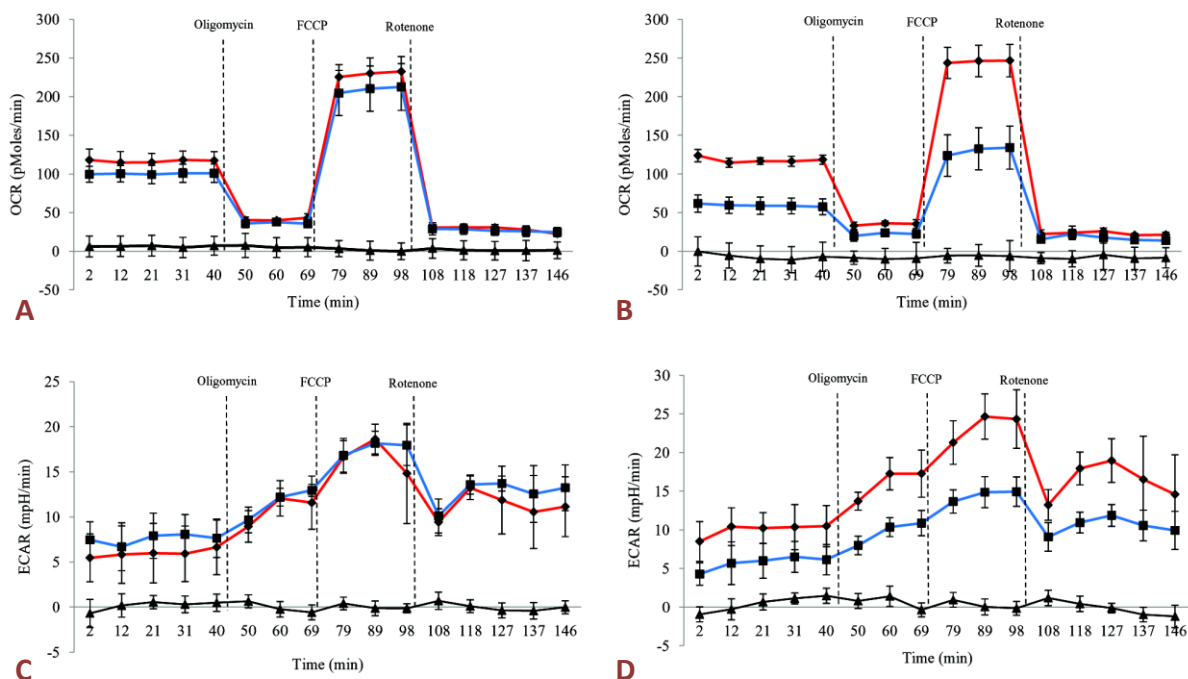 Oligomycin FCCP Rotenone
300
250
200
150
100
50
0
-50
OCR (pMoles/min)
2 12 21 31 40 50 60 69 79 89 98 108 118 127 137 146
Time (min)
A
Oligomycin FCCP Rotenone
300
250
200
150
100
50
0
-50
OCR (pMoles/min)
2 12 21 31 40 50 60 69 79 89 98 108 118 127 137 146
Time (min)
B
Oligomycin FCCP Rotenone
25
20
15
10
5
0
-5
ECAR (mpH/min)
2 12 21 31 40 50 60 69 79 89 98 108 118 127 137 146
Time (min)
C
Oligomycin FCCP Rotenone
30
25
20
15
10
5
0
-5
ECAR (mpH/min)
2 12 21 31 40 50 60 69 79 89 98 108 118 127 137 146
Time (min)
D